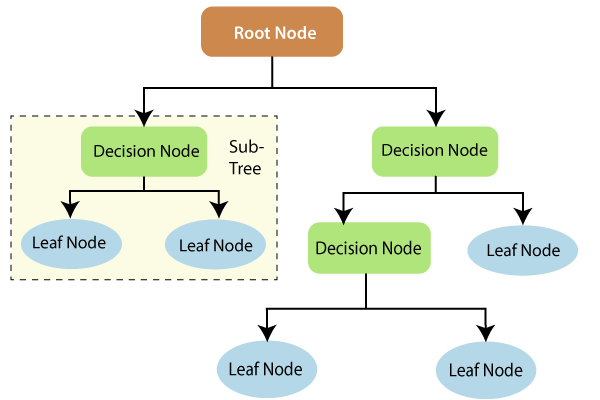 Root Node
Decision Node
Sub-
Tree
Decision Node
Leaf Node
Leaf Node
Decision Node
Leaf Node
Leaf Node
Leaf Node